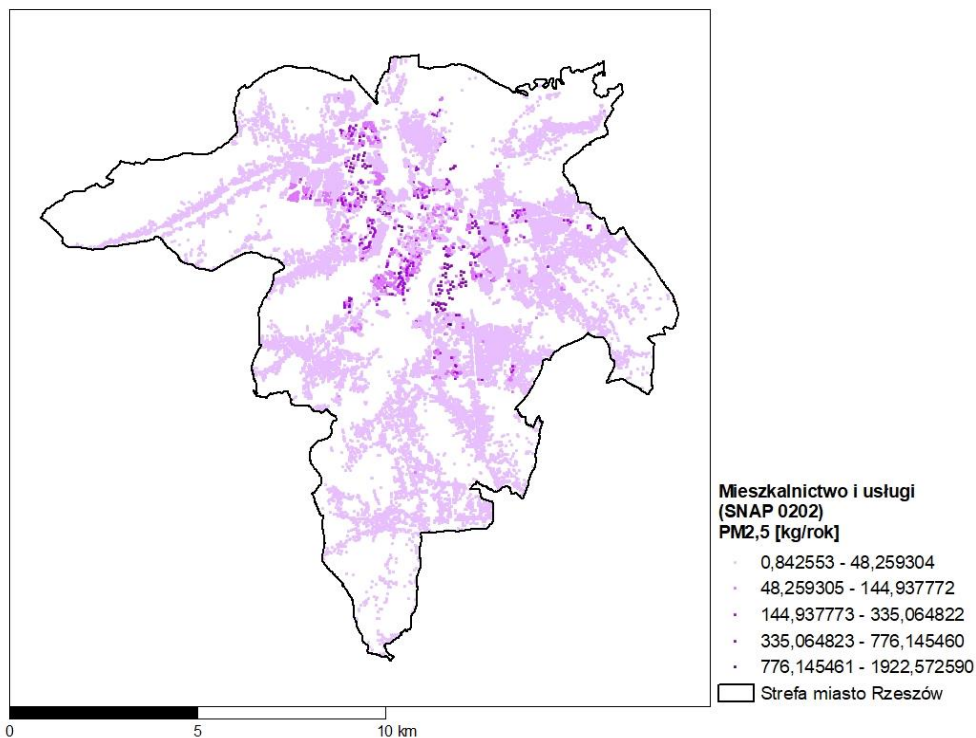 Mieszkalnictwo i usługi
(SNAP 0202)
PM2,5 [kg/rok]
0,842553 - 48,259304
48,259305 - 144,937772
144,937773 - 335,064822
335,064823 - 776,145460
776,145461 - 1922,572590
Strefa miasto Rzeszów
0 5 10 km